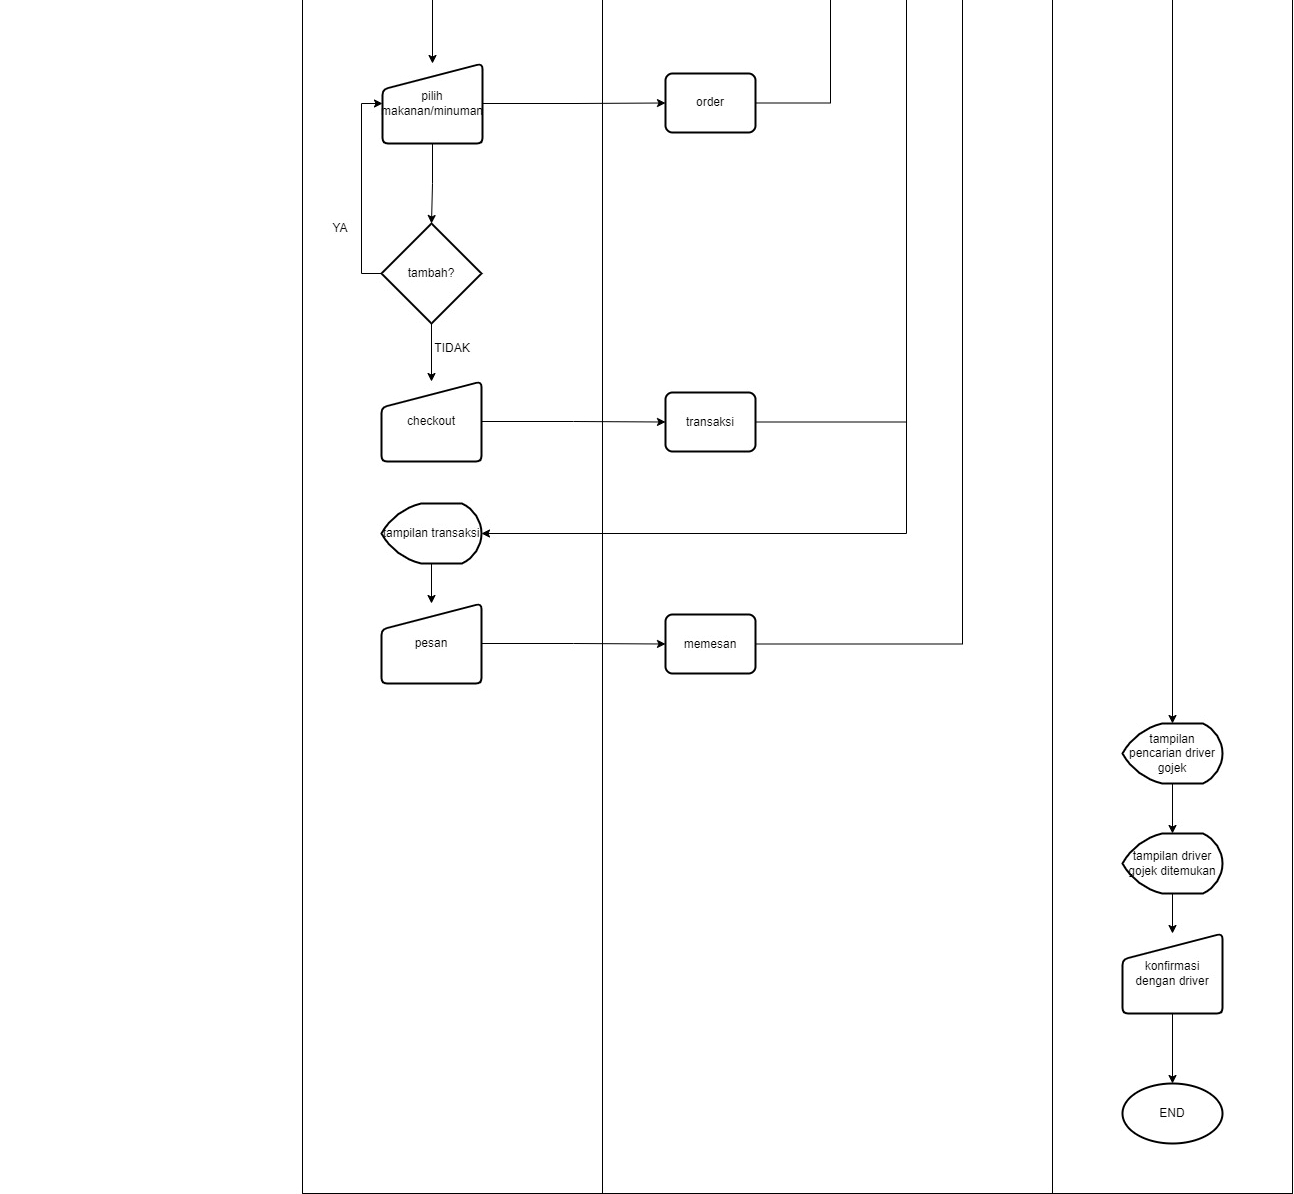 pilih
makanan/minuman
order
YA
tambah?
TIDAK
checkout
transaksi
tampilan transaksi
pesan
memesan
tampilan
pencarian driver
gojek
tampilan driver
gojek ditemukan
konfirmasi
dengan driver
END